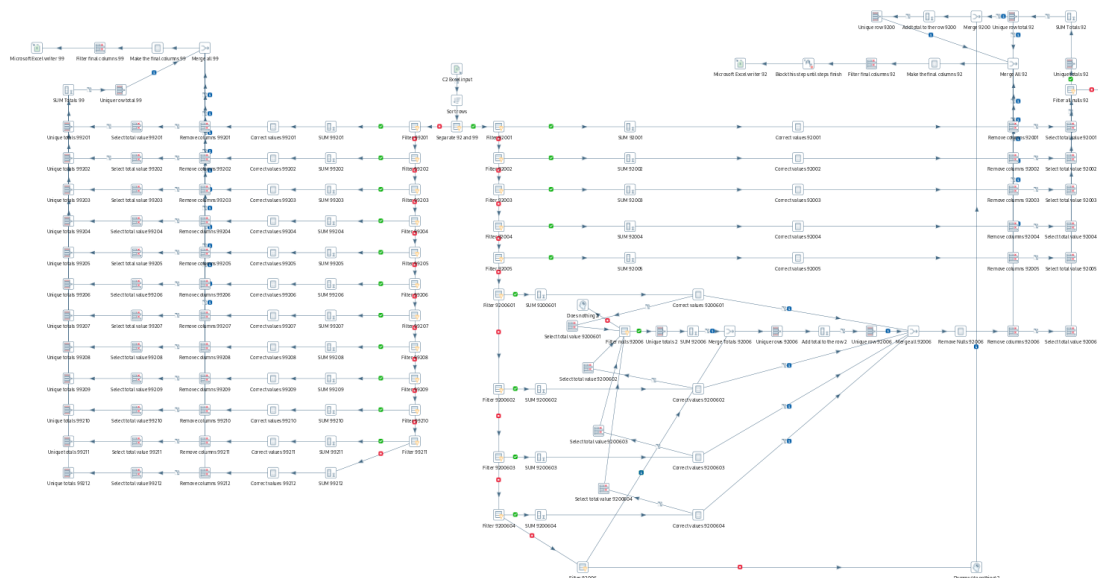 Unique row 9200
Add total to the row 9200
Merge 9200
Unique row total 92
SUM Totals 92
Microsoft Excel writer 99
Filter final columns 99
Make the final columns 99
Merge all 99
Microsoft Excel writer 92
Block this step until steps finish
Filter final columns 92
Make the final columns 92
Merge All 92
Unique totals 92
C2 Boxes input
SUM Totals 99
Unique row total 99
Sort rows
Unique totals 99201
Select total value 99201
Remove columns 99201
Correct values 99201
SUM 99201
Filter 99201
Separate 92 and 99
Filter 92001
SUM 92001
Correct values 92001
Remove columns 92001
Select total value 92001
Unique totals 99202
Select total value 99202
Remove columns 99202
Correct values 99202
SUM 99202
Filter 99202
Filter 92002
SUM 92002
Correct values 92002
Remove columns 92002
Select total value 92002
Unique totals 99203
Select total value 99203
Remove columns 99203
Correct values 99203
SUM 99203
Filter 99203
Filter 92003
SUM 92003
Correct values 92003
Remove columns 92003
Select total value 92003
Unique totals 99204
Select total value 99204
Remove columns 99204
Correct values 99204
SUM 99204
Filter 99204
Filter 92004
SUM 92004
Correct values 92004
Remove columns 92004
Select total value 92004
Unique totals 99205
Select total value 99205
Remove columns 99205
Correct values 99205
SUM 99205
Filter 99205
Filter 92005
SUM 92005
Correct values 92005
Remove columns 92005
Select total value 92005
Unique totals 99206
Select total value 99206
Remove columns 99206
Correct values 99206
SUM 99206
Filter 99206
Filter 9200601
SUM 9200601
Does nothing
Correct values 9200601
Unique totals 99207
Select total value 99207
Remove columns 99207
Correct values 99207
SUM 99207
Filter 99207
Select total value 9200601
Filter nulls 92006
Unique totals 2
SUM 92006
Merge Totals 92006
Unique rows 92006
Add total to the row 2
Unique row 92006
Merge all 92006
Remove Nulls 92006
Remove columns 92006
Select total value 92006
Unique totals 99208
Select total value 99208
Remove columns 99208
Correct values 99208
SUM 99208
Filter 99208
Select total value 9200602
Unique totals 99209
Select total value 99209
Remove columns 99209
Correct values 99209
SUM 99209
Filter 99209
Filter 9200602
SUM 9200602
Correct values 9200602
Unique totals 99210
Select total value 99210
Remove columns 99210
Correct values 99210
SUM 99210
Filter 99210
Select total value 9200603
Unique totals 99211
Select total value 99211
Remove columns 99211
Correct values 99211
SUM 99211
Filter 99211
Filter 9200603
SUM 9200603
Correct values 9200603
Unique totals 99212
Select total value 99212
Remove columns 99212
Correct values 99212
SUM 99212
Select total value 9200604
Filter 9200604
SUM 9200604
Correct values 9200604